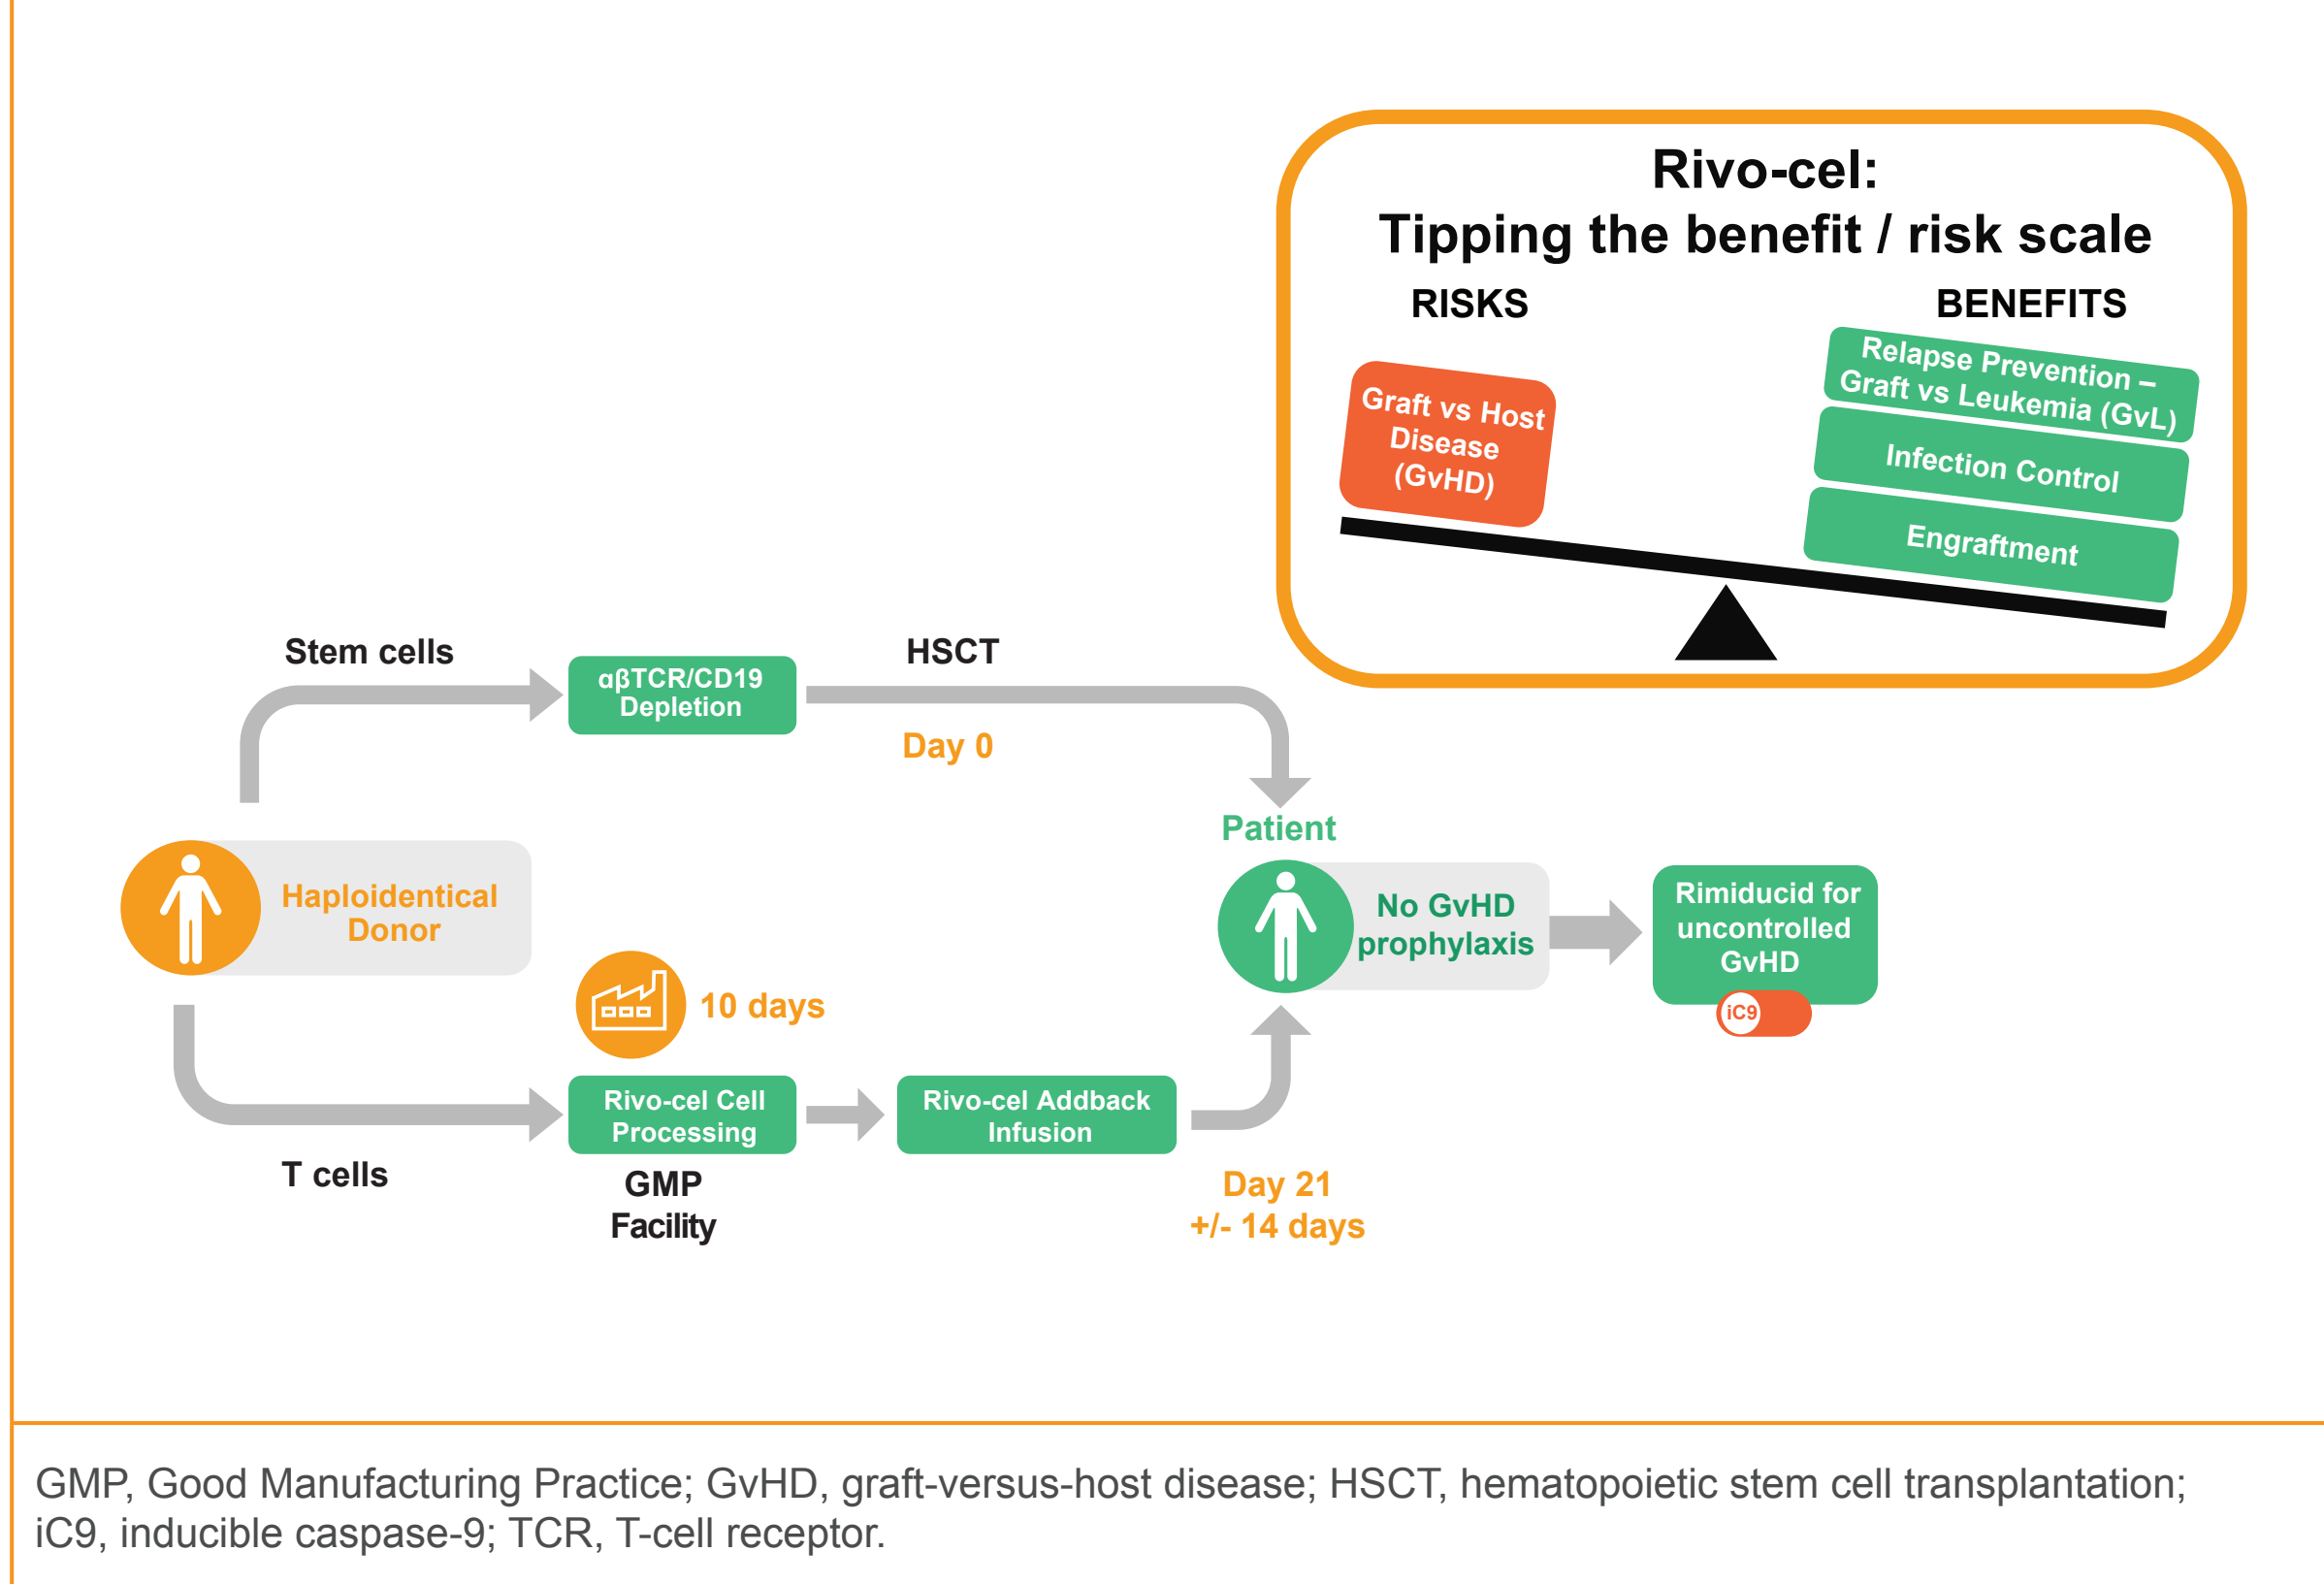 Rivo-cel:
Tipping the benefit / risk scale
RISKS
BENEFITS
Graft vs Host
Disease
(GvHD)
Relapse Prevention –
Graft vs Leukemia (GvL)
Infection Control
Engraftment
Stem cells
αβTCR/CD19
Depletion
HSCT
Day 0
Haploidentical
Donor
Patient
No GvHD
prophylaxis
Rimiducid for
uncontrolled
GvHD
iC9
10 days
Rivo-cel Cell
Processing
Rivo-cel Addback
Infusion
T cells
GMP
Facility
Day 21
+/- 14 days
GMP, Good Manufacturing Practice; GvHD, graft-versus-host disease; HSCT, hematopoietic stem cell transplantation;
iC9, inducible caspase-9; TCR, T-cell receptor.